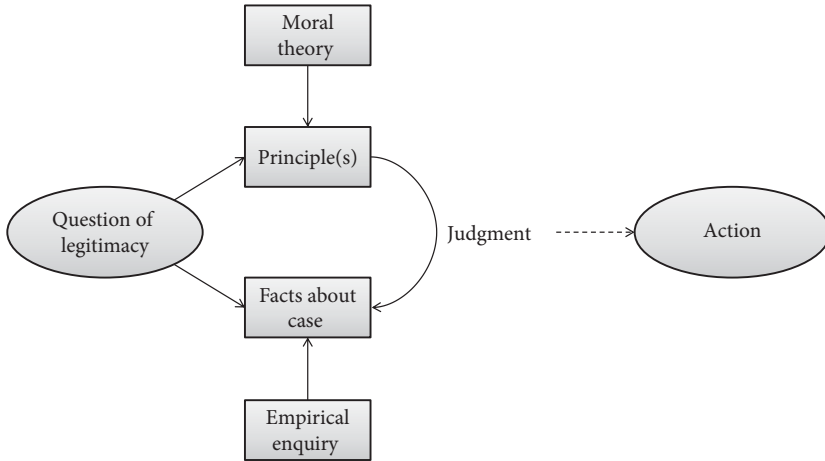 Moral
theory
Principle(s)
Question of
legitimacy
Judgment
Action
Facts about
case
Empirical
enquiry